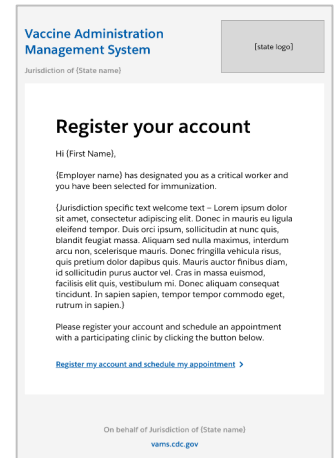 Vaccine Administration
Management System
[state logo]
Jurisdiction of {State name}
Register your account
Hi {First Name},
{Employer name} has designated you as a critical worker and
you have been selected for immunization.
{Jurisdiction specific text welcome text – Lorem ipsum dolor
sit amet, consectetur adipiscing elit. Donec in mauris eu ligula
eleifend tempor. Duis orci ipsum, sollicitudin at nunc quis,
blandit feugiat massa. Aliquam sed nulla maximus, interdum
arcu non, scelerisque mauris. Donec fringilla vehicula risus,
quis pretium dolor dapibus quis. Mauris auctor finibus diam,
id sollicitudin purus auctor vel. Cras in massa euismod,
facilisis elit quis, vestibulum mi. Donec aliquam consequat
tincidunt. In sapien sapien, tempor tempor commodo eget,
rutrum in sapien.}
Please register your account and schedule an appointment
with a participating clinic by clicking the button below.
Register my account and schedule my appointment >
On behalf of Jurisdiction of {State name}
vams.cdc.gov